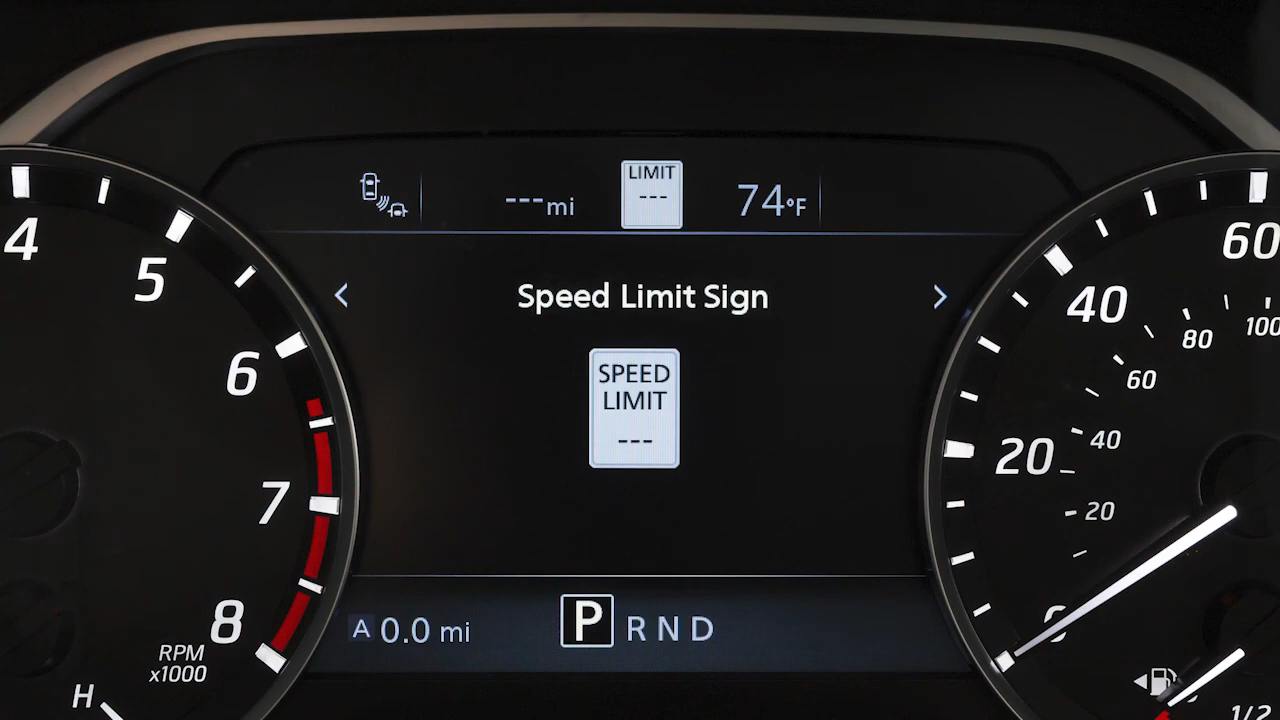 ---mi
LIMIT
---
74°F
< Speed Limit Sign >
SPEED
LIMIT
---
A 0.0 mi
P R N D
4
5
6
7
8
RPM
x1000
H
60
40
20
0
100
80
60
40
20
1/2